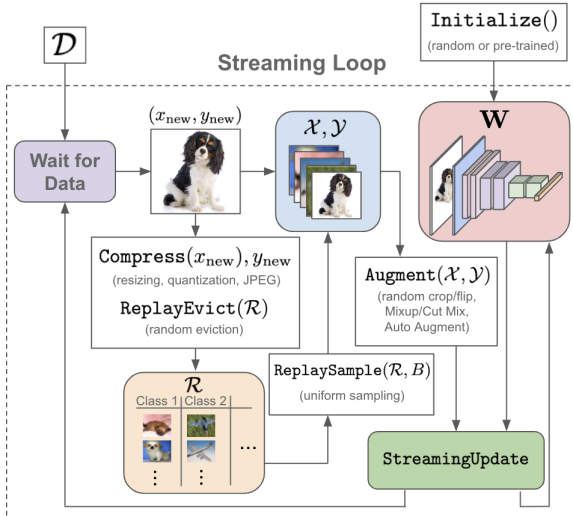 𝒟
Initialize()
(random or pre-trained)
Streaming Loop
(x_new, y_new)
𝒳, 𝒴
W
Wait for
Data
Compress(x_new), y_new
(resizing, quantization, JPEG)
ReplayEvict(ℛ)
(random eviction)
Augment(𝒳, 𝒴)
(random crop/flip,
Mixup/Cut Mix,
Auto Augment)
ℛ
Class 1 Class 2
...
ReplaySample(ℛ, B)
(uniform sampling)
StreamingUpdate